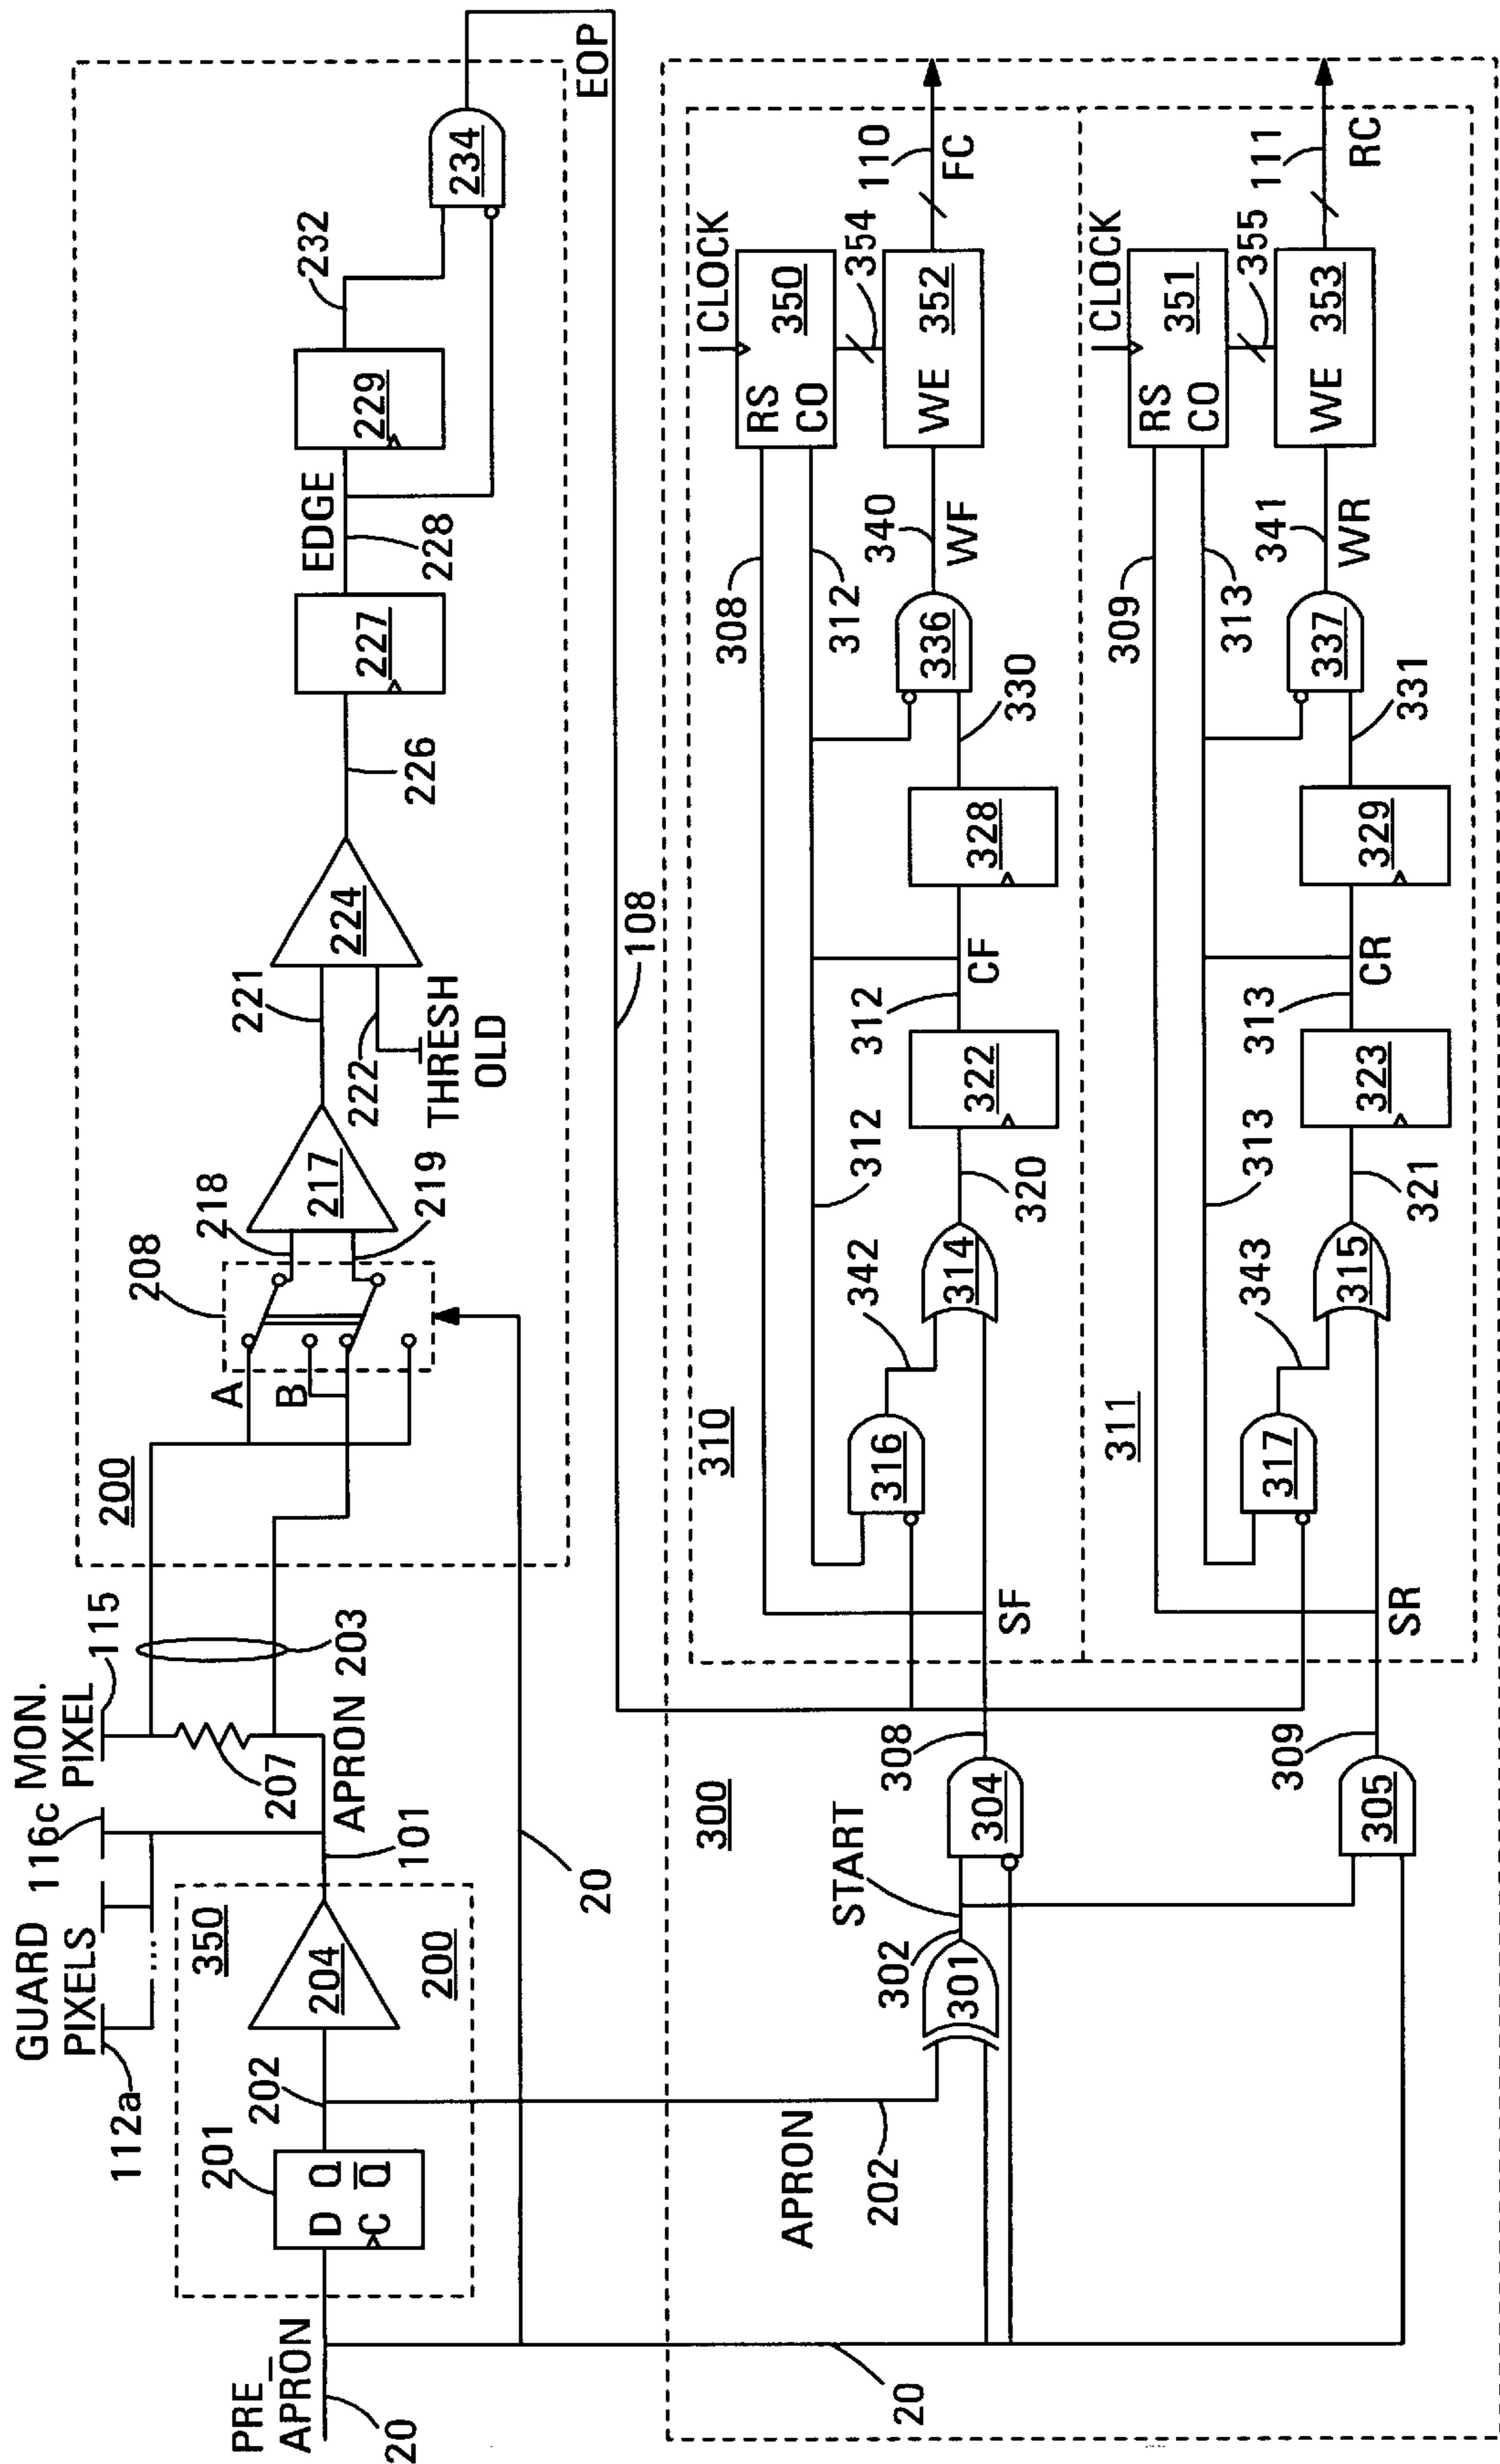 PRE_
APRON
20
201
D Q
C Q
202
204
350
200
101
GUARD
PIXELS
112a
116c
MON.
PIXEL
115
207
APRON 203
20
200
A
B
208
218
219
217
221
222
THRESH
OLD
224
226
227
EDGE
228
229
232
234
EOP
108
20
APRON
202
300
301
302
START
304
308
305
309
310
SF
316
342
314
320
312
322
312
CF
328
330
336
308
312
340
WF
RS
CO
350
CLOCK
354
WE 352
110
FC
311
SR
317
343
315
321
313
323
313
CR
329
331
337
309
313
341
WR
RS
CO
351
CLOCK
355
WE 353
111
RC